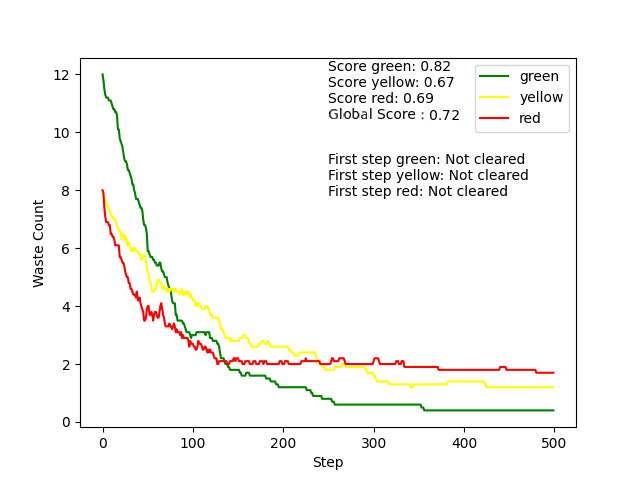 Score green: 0.82
Score yellow: 0.67
Score red: 0.69
Global Score : 0.72
First step green: Not cleared
First step yellow: Not cleared
First step red: Not cleared
green
yellow
red
Waste Count
12
10
8
6
4
2
0
0 100 200 300 400 500
Step